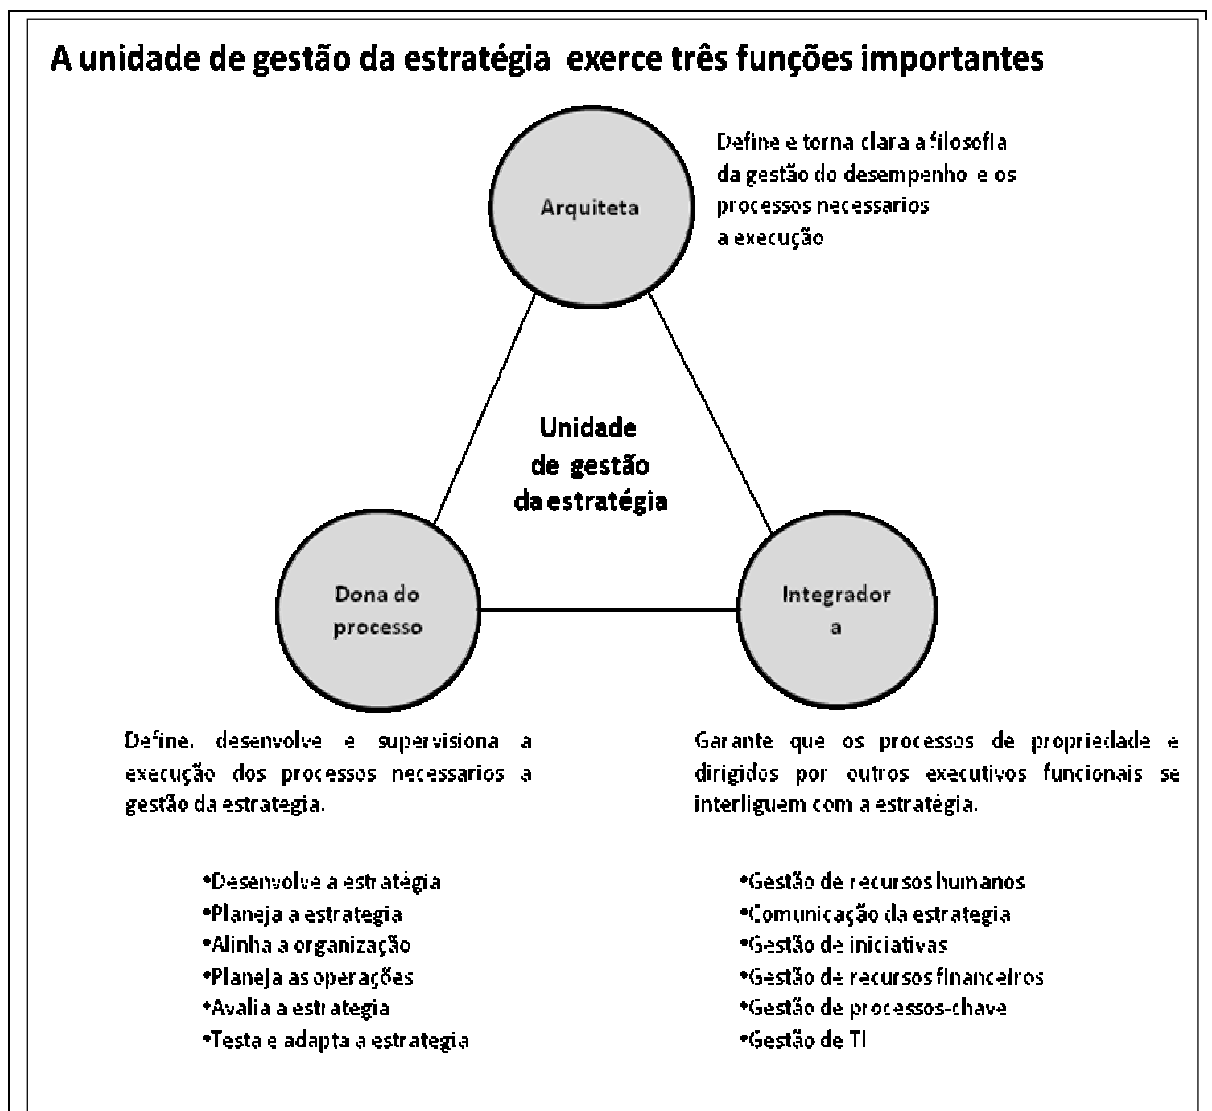 A unidade de gestão da estratégia exerce três funções importantes
Arquiteta
Define e torna clara a filosofia
da gestão do desempenho e os
processos necessarios
a execução
Unidade
de gestão
da estratégia
Dona do
processo
Integrador
a
Define, desenvolve e supervisiona a
execução dos processos necessarios a
gestão da estrategia.
Garante que os processos de propriedade e
dirigidos por outros executivos funcionais se
interliguem com a estratégia.
•Desenvolve a estratégia
•Planeja a estrategia
•Alinha a organização
•Planeja as operações
•Avalia a estrategia
•Testa e adapta a estrategia
•Gestão de recursos humanos
•Comunicação da estrategia
•Gestão de iniciativas
•Gestão de recursos financeiros
•Gestão de processos-chave
•Gestão de TI